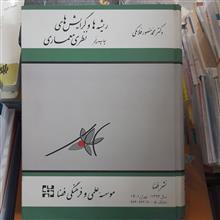 دکتر محمد منصور فلامکی
ریشه ها و گرایش های
نظری معماری
موسسه علمی و فرهنگی فضا
نشر فضا